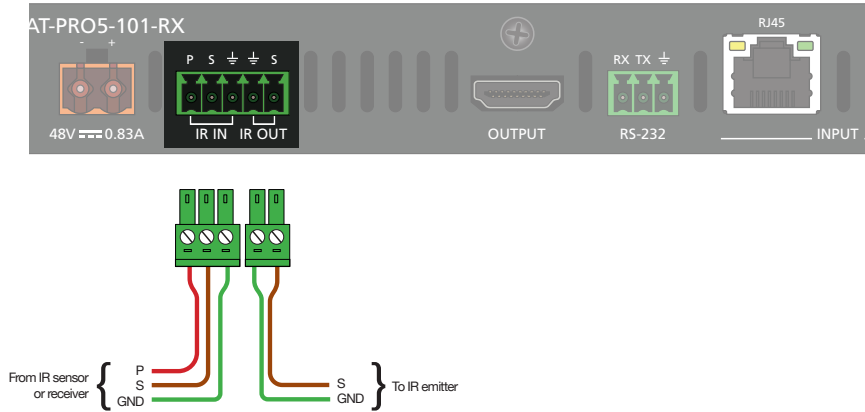 AT-PRO5-101-RX
- +
48V 0.83A
P S S
IR IN IR OUT
OUTPUT
RX TX
RS-232
RJ45
INPUT
From IR sensor
or receiver
P
S
GND
S
GND
To IR emitter